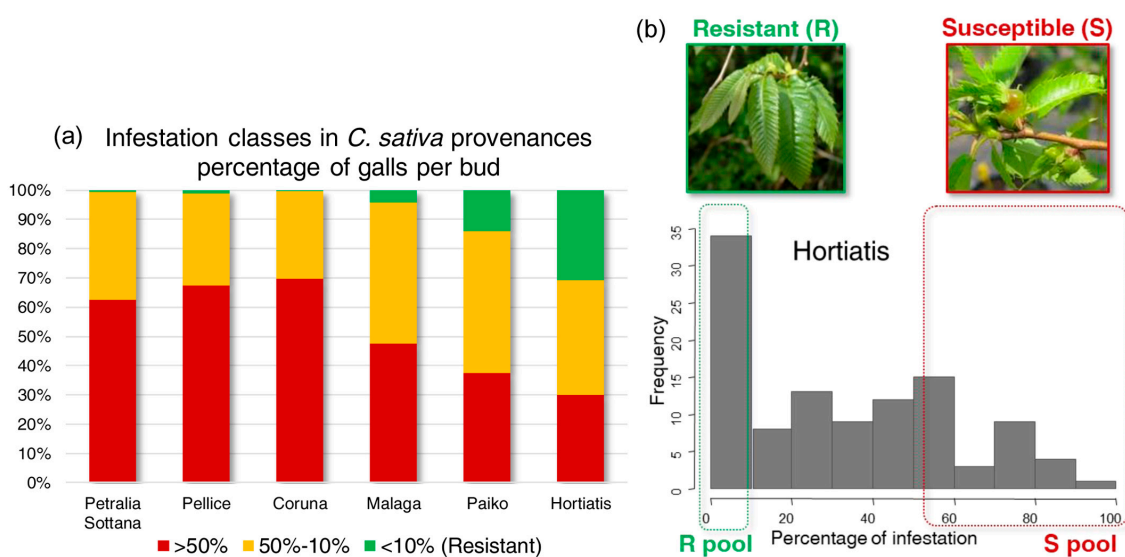 (a) Infestation classes in C. sativa provenances
percentage of galls per bud
100%
90%
80%
70%
60%
50%
40%
30%
20%
10%
0%
Petralia
Sottana
Pellice
Coruna
Malaga
Paiko
Hortiatis
>50% 50%-10% <10% (Resistant)
(b)
Resistant (R)
Susceptible (S)
Hortiatis
Frequency
35
30
25
20
15
10
5
0
0 20 40 60 80 100
R pool Percentage of infestation S pool